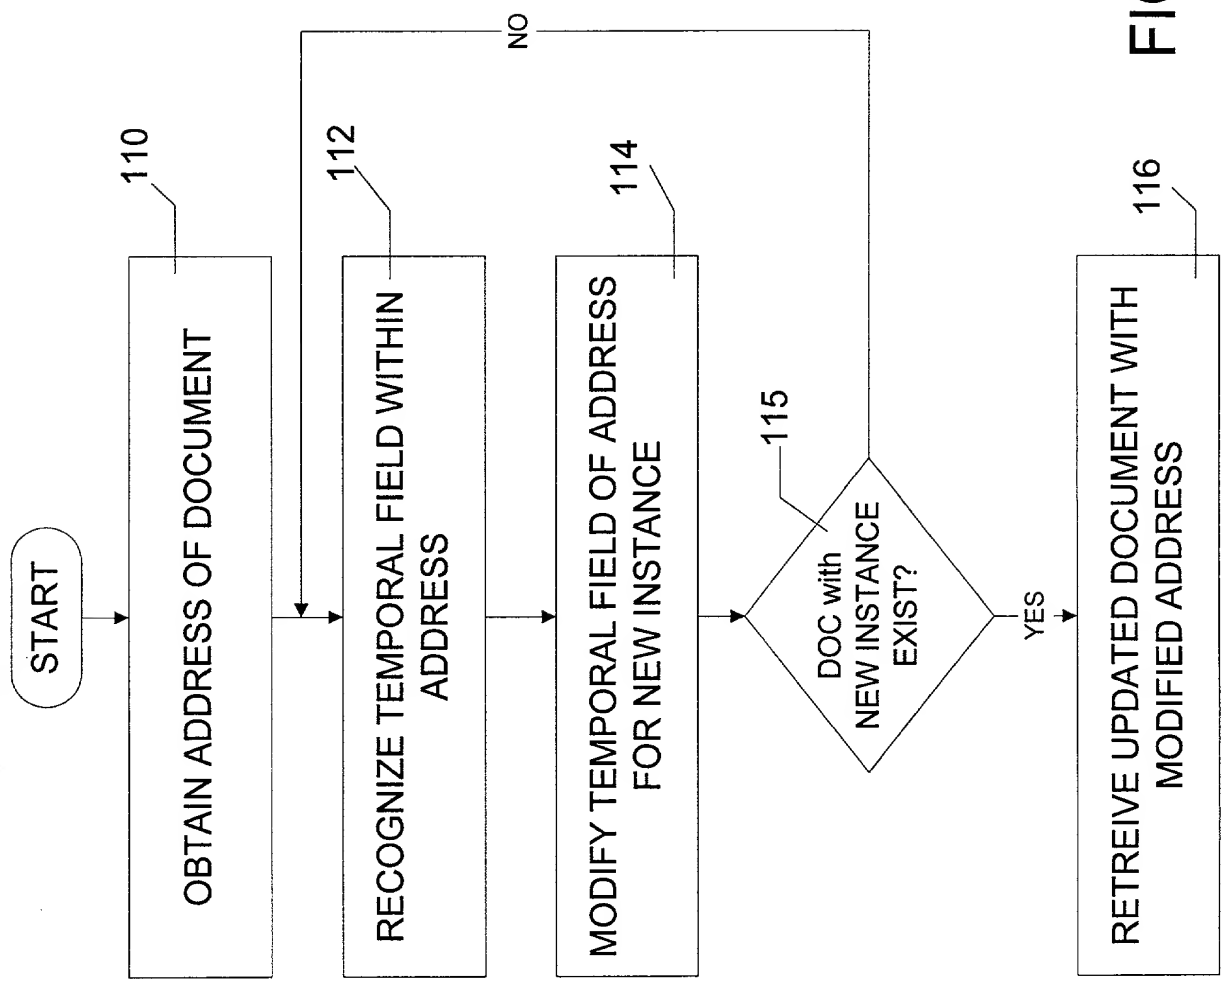 START
OBTAIN ADDRESS OF DOCUMENT
110
RECOGNIZE TEMPORAL FIELD WITHIN
ADDRESS
112
MODIFY TEMPORAL FIELD OF ADDRESS
FOR NEW INSTANCE
114
DOC with
NEW INSTANCE
EXIST?
115
NO
YES
RETREIVE UPDATED DOCUMENT WITH
MODIFIED ADDRESS
116